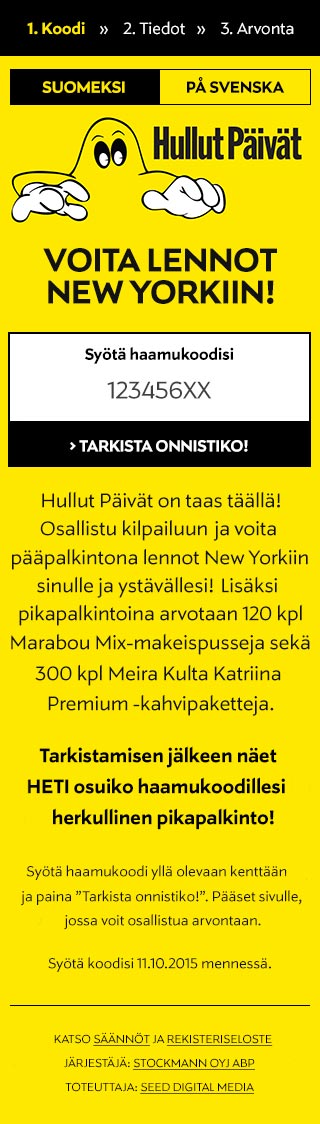 1. Koodi » 2. Tiedot » 3. Arvonta
SUOMEKSI PÅ SVENSKA
Hullut Päivät
VOITA LENNOT
NEW YORKIIN!
Syötä haamukoodisi
123456XX
› TARKISTA ONNISTIKO!
Hullut Päivät on taas täällä!
Osallistu kilpailuun ja voita
pääpalkintona lennot New Yorkiin
sinulle ja ystävällesi! Lisäksi
pikapalkintoina arvotaan 120 kpl
Marabou Mix-makeispusseja sekä
300 kpl Meira Kulta Katriina
Premium -kahvipaketteja.
Tarkistamisen jälkeen näet
HETI osuiko haamukoodillesi
herkullinen pikapalkinto!
Syötä haamukoodi yllä olevaan kenttään
ja paina ”Tarkista onnistiko!”. Pääset sivulle,
jossa voit osallistua arvontaan.
Syötä koodisi 11.10.2015 mennessä.
KATSO SÄÄNNÖT JA REKISTERISELOSTE
JÄRJESTÄJÄ: STOCKMANN OYJ ABP
TOTEUTTAJA: SEED DIGITAL MEDIA